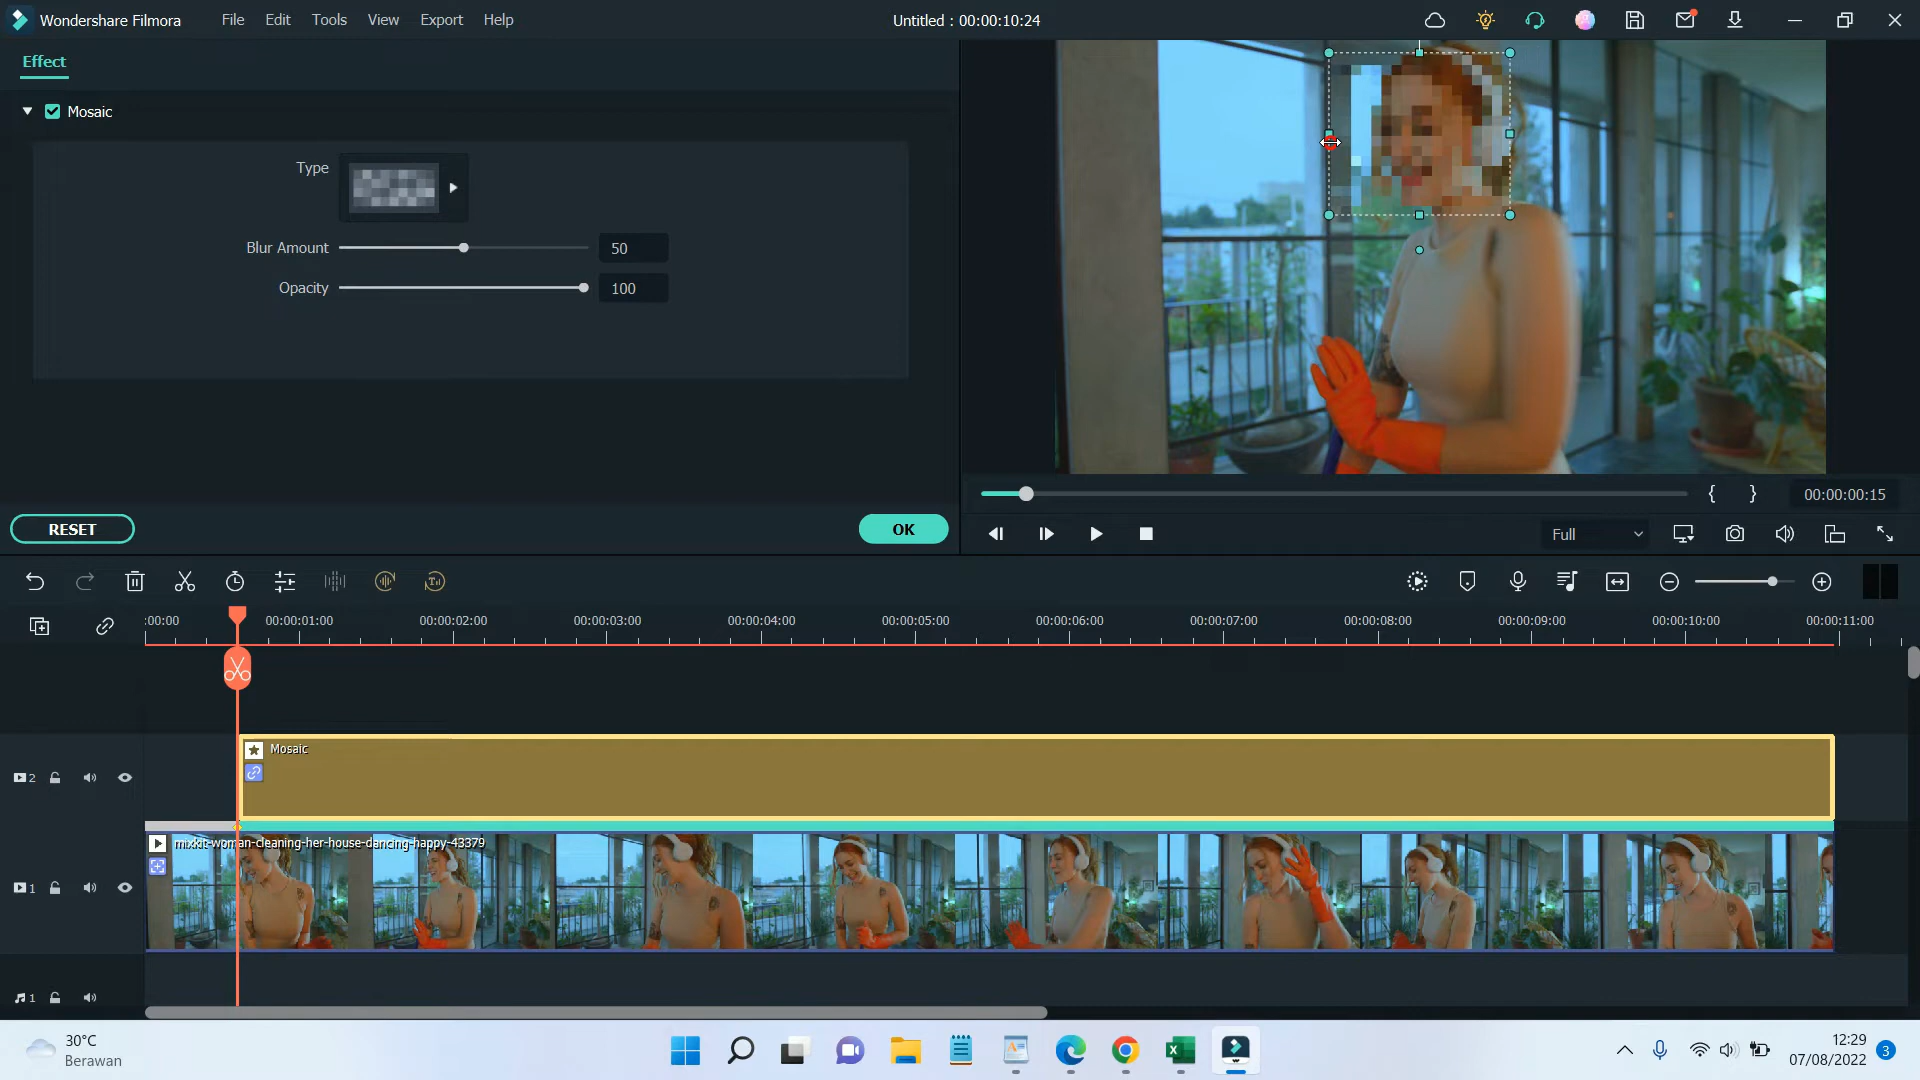 Wondershare Filmora File Edit Tools View Export Help Untitled : 00:00:10:24
Effect
Mosaic
Type
Blur Amount 50
Opacity 100
RESET OK
{ } 00:00:00:15
Full
:00:00 00:00:01:00 00:00:02:00 00:00:03:00 00:00:04:00 00:00:05:00 00:00:06:00 00:00:07:00 00:00:08:00 00:00:09:00 00:00:10:00 00:00:11:00
Mosaic
2
mixkit-woman-cleaning-her-house-dancing-happy-43379
1
1
30°C
Berawan
12:29
07/08/2022
3